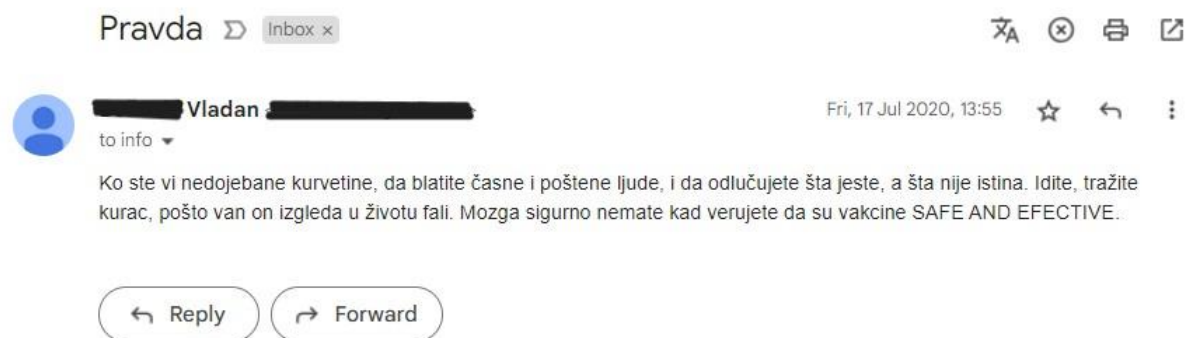 Pravda Inbox ×
Vladan Fri, 17 Jul 2020, 13:55
to info
Ko ste vi nedojebane kurvetine, da blatite časne i poštene ljude, i da odlučujete šta jeste, a šta nije istina. Idite, tražite
kurac, pošto van on izgleda u životu fali. Mozga sigurno nemate kad verujete da su vakcine SAFE AND EFECTIVE.
Reply Forward